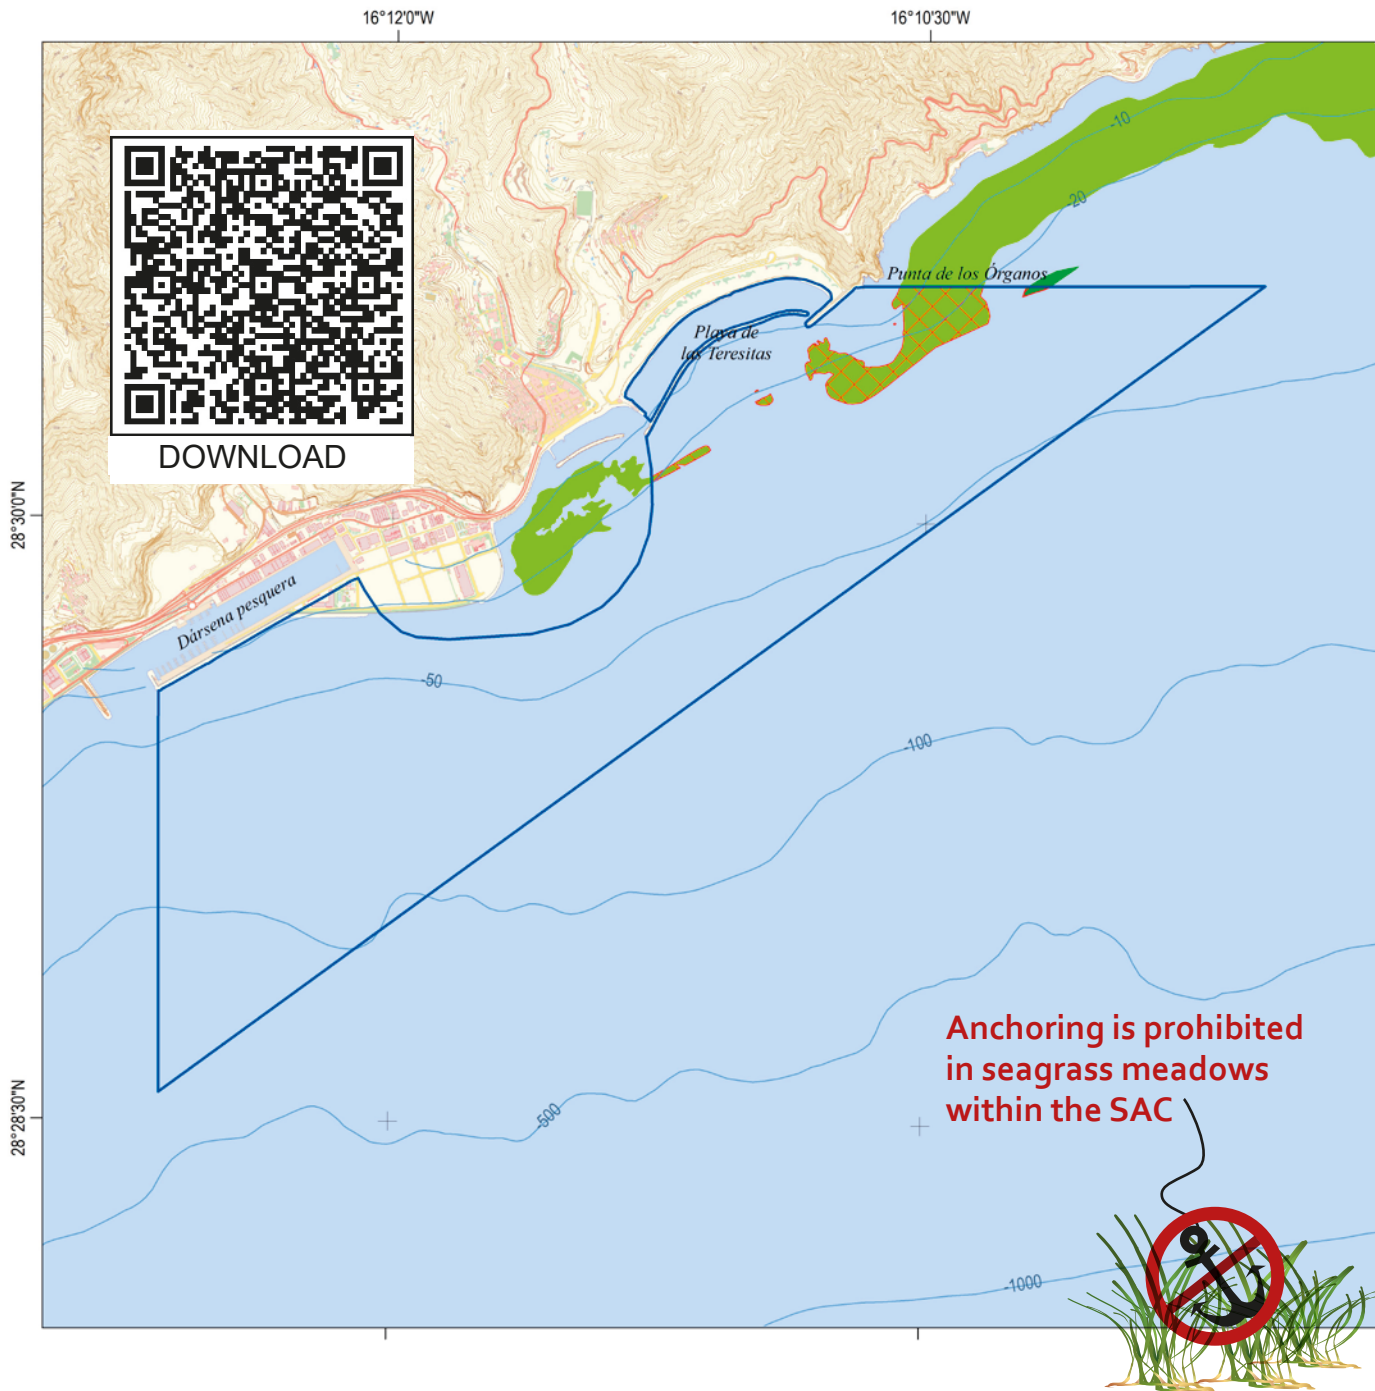 16°12'0"W
16°10'30"W
-10
-20
DOWNLOAD
Punta de los Órganos
Playa de
las Teresitas
28°30'0"N
Dársena pesquera
-50
-100
Anchoring is prohibited
in seagrass meadows
within the SAC
28°28'30"N
-500
-1000